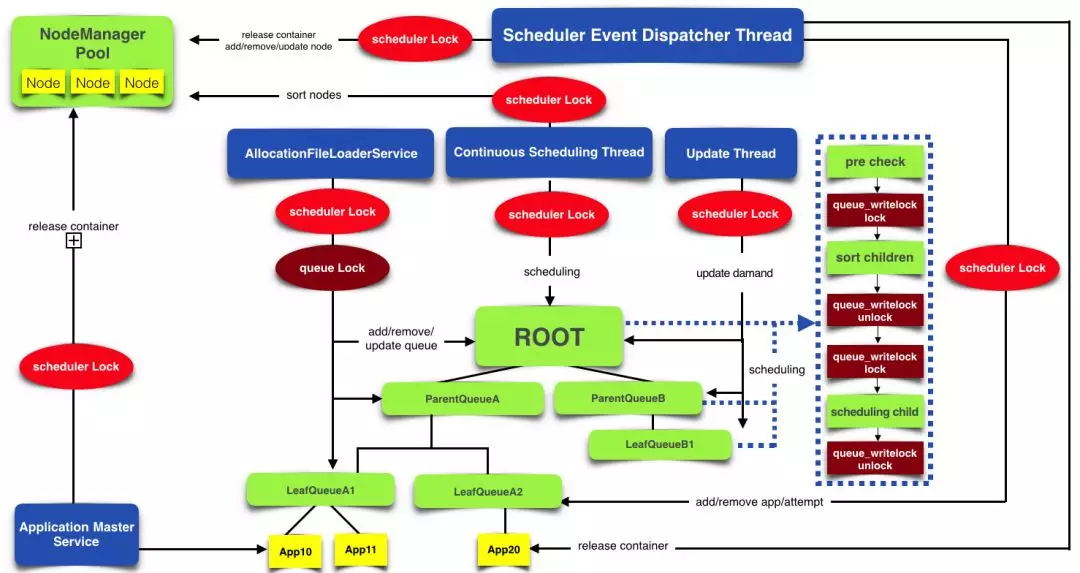 NodeManager
Pool
Node
Node
Node
release container
add/remove/update node
scheduler Lock
Scheduler Event Dispatcher Thread
sort nodes
scheduler Lock
AllocationFileLoaderService
Continuous Scheduling Thread
Update Thread
scheduler Lock
scheduler Lock
scheduler Lock
queue Lock
scheduling
update damand
release container
scheduler Lock
add/remove/
update queue
ROOT
scheduling
ParentQueueA
ParentQueueB
LeafQueueB1
LeafQueueA1
LeafQueueA2
add/remove app/attempt
Application Master
Service
App10
App11
App20
release container
pre check
queue_writelock
lock
sort children
queue_writelock
unlock
queue_writelock
lock
scheduling child
queue_writelock
unlock
scheduler Lock